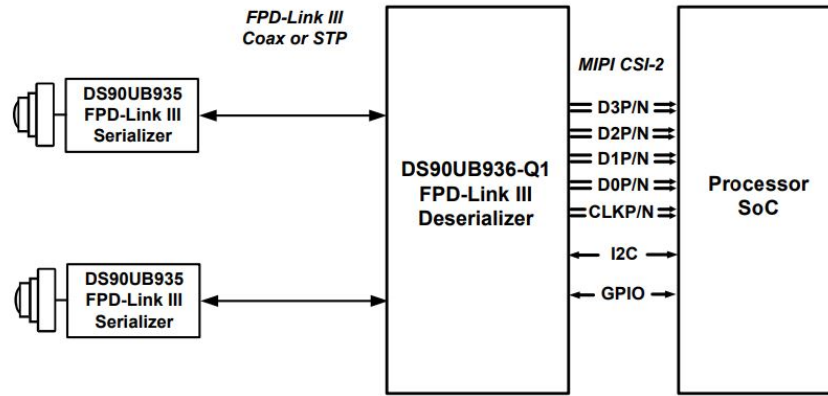 FPD-Link III
Coax or STP
DS90UB935
FPD-Link III
Serializer
DS90UB935
FPD-Link III
Serializer
DS90UB936-Q1
FPD-Link III
Deserializer
MIPI CSI-2
D3P/N
D2P/N
D1P/N
D0P/N
CLKP/N
I2C
GPIO
Processor
SoC